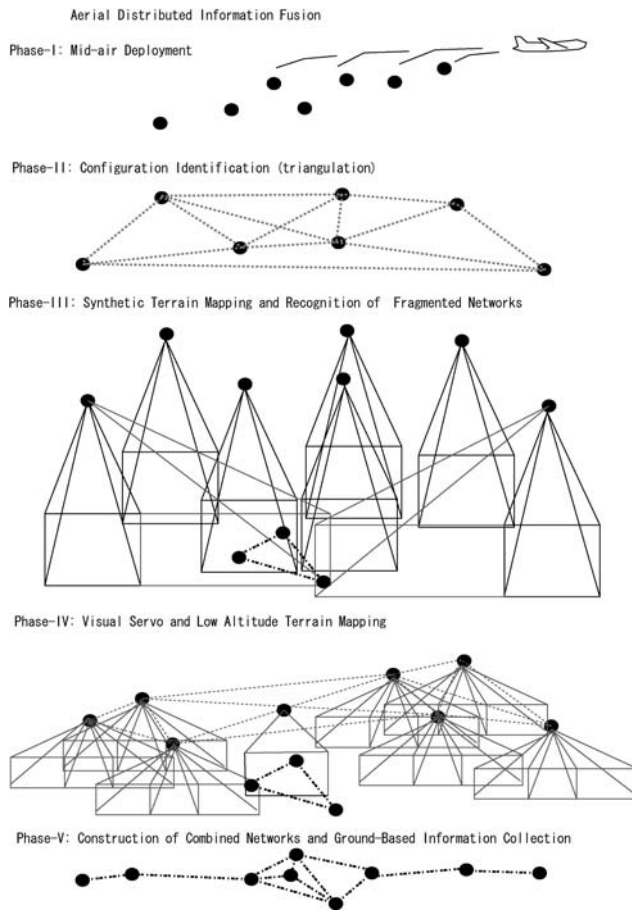 Aerial Distributed Information Fusion
Phase-I: Mid-air Deployment
Phase-II: Configuration Identification (triangulation)
Phase-III: Synthetic Terrain Mapping and Recognition of Fragmented Networks
Phase-IV: Visual Servo and Low Altitude Terrain Mapping
Phase-V: Construction of Combined Networks and Ground-Based Information Collection